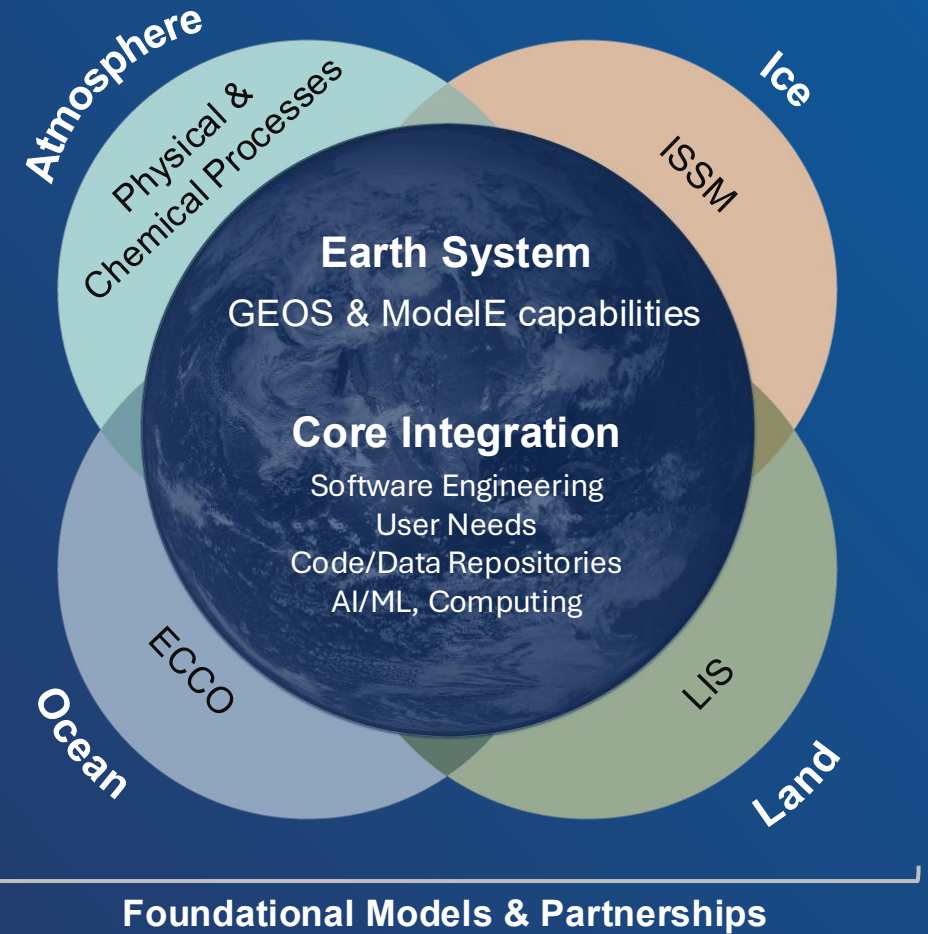 Atmosphere
Physical &
Chemical Processes
Ice
ISSM
Earth System
GEOS & ModelE capabilities
Core Integration
Software Engineering
User Needs
Code/Data Repositories
AI/ML, Computing
ECCO
Ocean
LIS
Land
Foundational Models & Partnerships